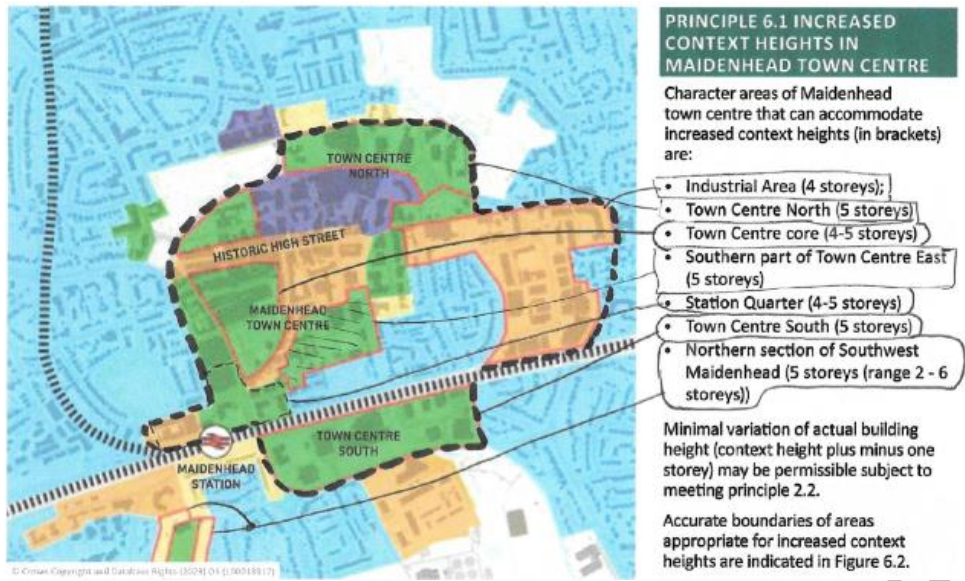 TOWN CENTRE
NORTH
HISTORIC HIGH STREET
MAIDENHEAD
TOWN CENTRE
TOWN CENTRE
SOUTH
MAIDENHEAD
STATION
© Crown Copyright and Database Rights (2023) OS
PRINCIPLE 6.1 INCREASED
CONTEXT HEIGHTS IN
MAIDENHEAD TOWN CENTRE
Character areas of Maidenhead
town centre that can accommodate
increased context heights (in brackets)
are:
• Industrial Area (4 storeys);
• Town Centre North (5 storeys)
• Town Centre core (4-5 storeys)
• Southern part of Town Centre East
(5 storeys)
• Station Quarter (4-5 storeys)
• Town Centre South (5 storeys)
• Northern section of Southwest
Maidenhead (5 storeys (range 2 - 6
storeys))
Minimal variation of actual building
height (context height plus minus one
storey) may be permissible subject to
meeting principle 2.2.
Accurate boundaries of areas
appropriate for increased context
heights are indicated in Figure 6.2.